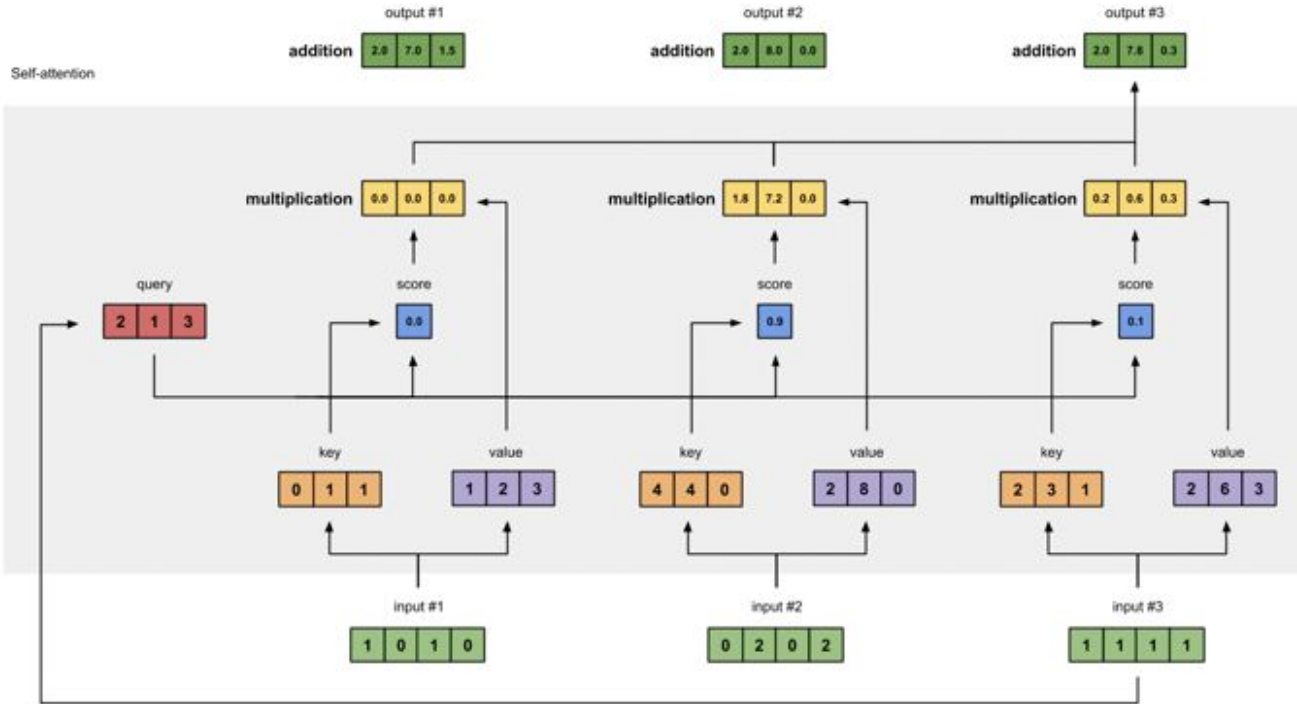 output #1 output #2 output #3
addition 2.0 7.0 1.5 addition 2.0 8.0 0.0 addition 2.0 7.8 0.3
Self-attention
multiplication 0.0 0.0 0.0 multiplication 1.8 7.2 0.0 multiplication 0.2 0.6 0.3
query score score score
2 1 3 0.0 0.9 0.1
key value key value key value
0 1 1 1 2 3 4 4 0 2 8 0 2 3 1 2 6 3
input #1 input #2 input #3
1 0 1 0 0 2 0 2 1 1 1 1